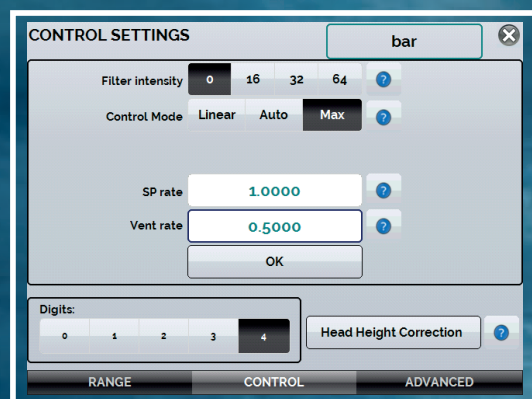 CONTROL SETTINGS bar
Filter intensity 0 16 32 64 ?
Control Mode Linear Auto Max ?
SP rate 1.0000 ?
Vent rate 0.5000 ?
OK
Digits:
0 1 2 3 4 Head Height Correction ?
RANGE CONTROL ADVANCED